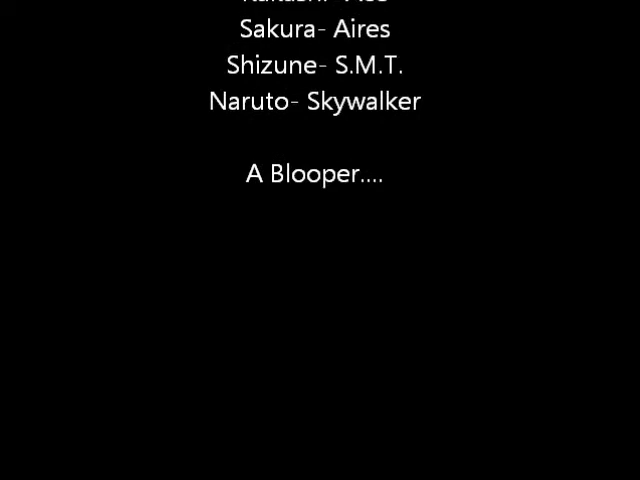 Sakura- Aires
Shizune- S.M.T.
Naruto- Skywalker
A Blooper....